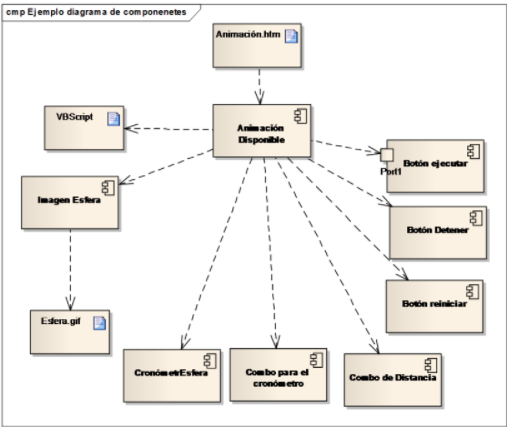 cmp Ejemplo diagrama de componenetes
Animación.htm
VBScript
Animación
Disponible
Port1
Botón ejecutar
Imagen Esfera
Botón Detener
Botón reiniciar
Esfera.gif
CronómetrEsfera
Combo para el
cronómetro
Combo de Distancia